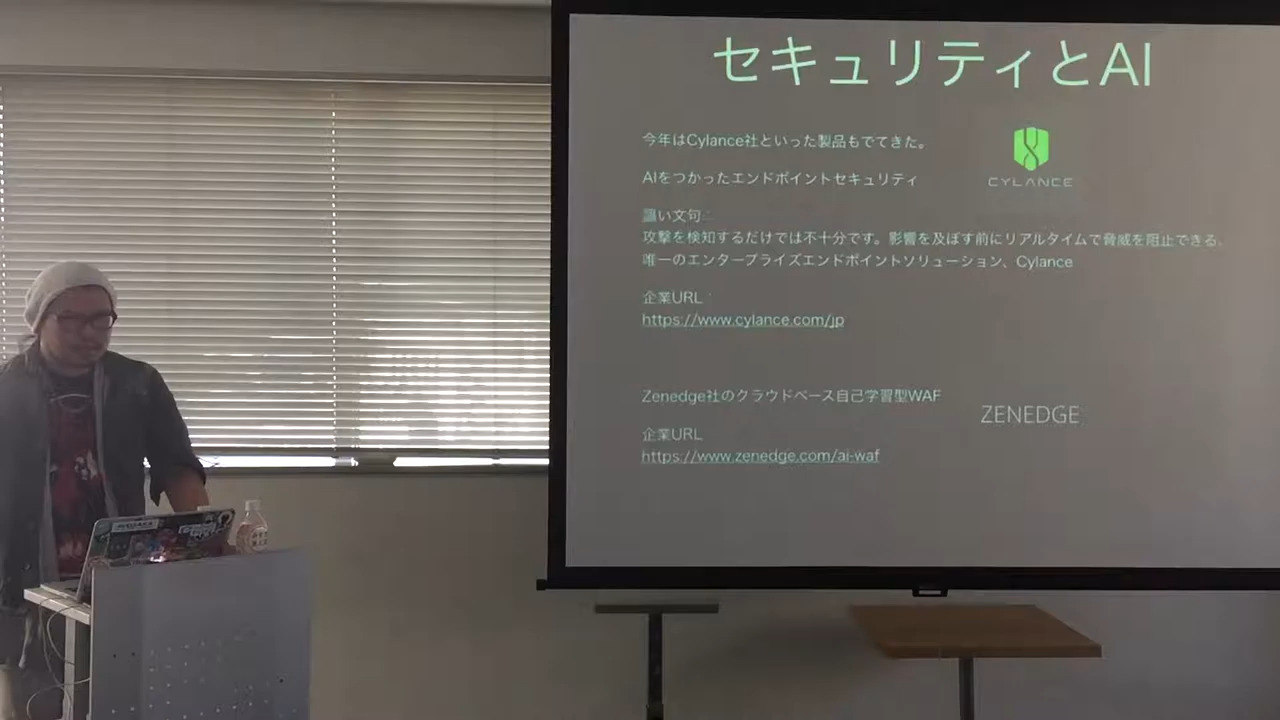 セキュリティとAI
今年はCylance社といった製品もでてきた。
CYLANCE
AIをつかったエンドポイントセキュリティ
謳い文句:
攻撃を検知するだけでは不十分です。影響を及ぼす前にリアルタイムで脅威を阻止できる、
唯一のエンタープライズエンドポイントソリューション、Cylance
企業URL:
https://www.cylance.com/jp
Zenedge社のクラウドベース自己学習型WAF
ZENEDGE
企業URL
https://www.zenedge.com/ai-waf